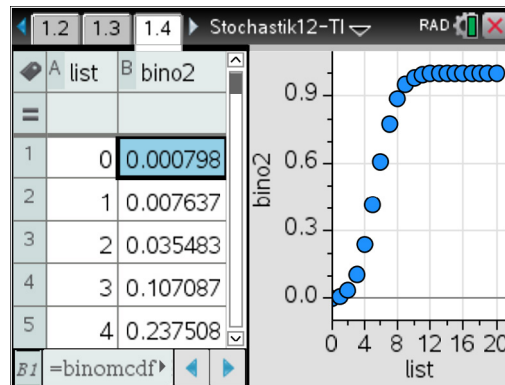 1.2 1.3 1.4 Stochastik12-TI RAD
A list B bino2
=
1 0 0.000798
2 1 0.007637
3 2 0.035483
4 3 0.107087
5 4 0.237508
B1 =binomcdf
bino2
0.9
0.6
0.3
0.0
0 4 8 12 16 20
list